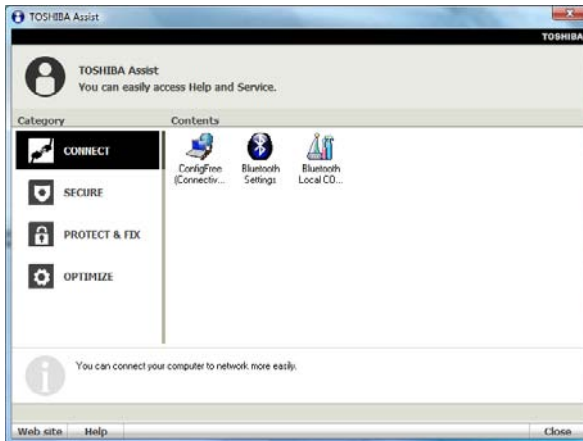 TOSHIBA Assist
TOSHIBA
TOSHIBA Assist
You can easily access Help and Service.
Category
Contents
CONNECT
SECURE
PROTECT & FIX
OPTIMIZE
ConfigFree
(Connectiv...
Bluetooth
Settings
Bluetooth
Local CO...
You can connect your computer to network more easily.
Web site
Help
Close